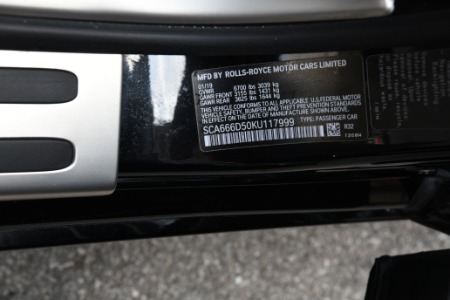 MFD BY ROLLS-ROYCE MOTOR CARS LIMITED
01/19
GVWR 6700 lbs 3039 kg
GAWR FRONT 3155 lbs 1431 kg
GAWR REAR 3625 lbs 1644 kg
THIS VEHICLE CONFORMS TO ALL APPLICABLE U.S. FEDERAL MOTOR
VEHICLE SAFETY, BUMPER AND THEFT PREVENTION STANDARDS IN
EFFECT ON THE DATE OF MANUFACTURE SHOWN ABOVE.
SCA666D50KU117999
TYPE: PASSENGER CAR
R32